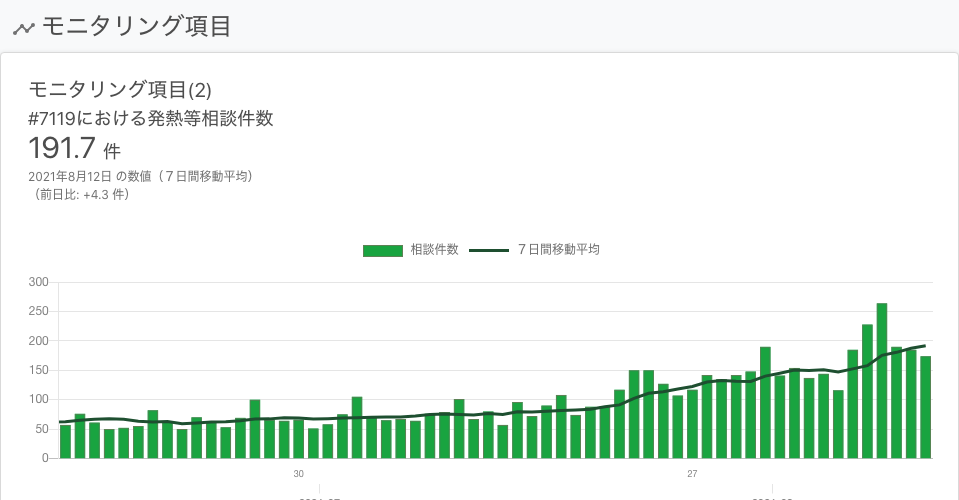 モニタリング項目
モニタリング項目(2)
#7119における発熱等相談件数
191.7 件
2021年8月12日 の数値（７日間移動平均）
（前日比: +4.3 件）
相談件数 ７日間移動平均
300
250
200
150
100
50
0
30 27